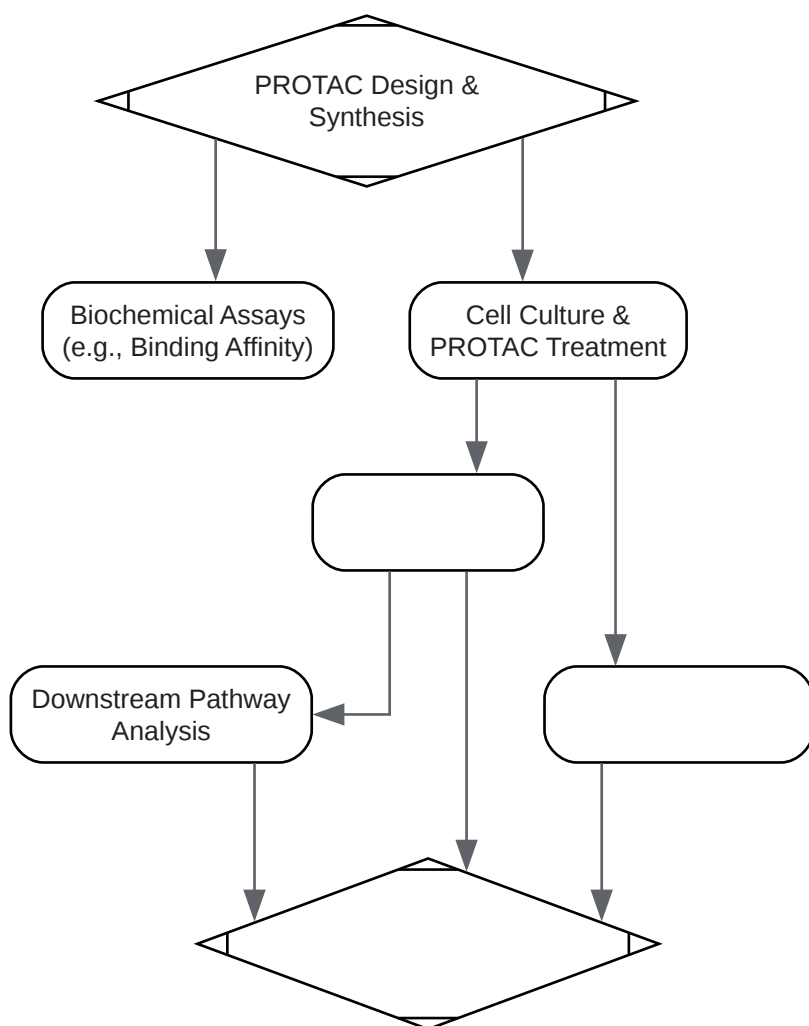 PROTAC Design &
Synthesis
Biochemical Assays
(e.g., Binding Affinity)
Cell Culture &
PROTAC Treatment
Downstream Pathway
Analysis